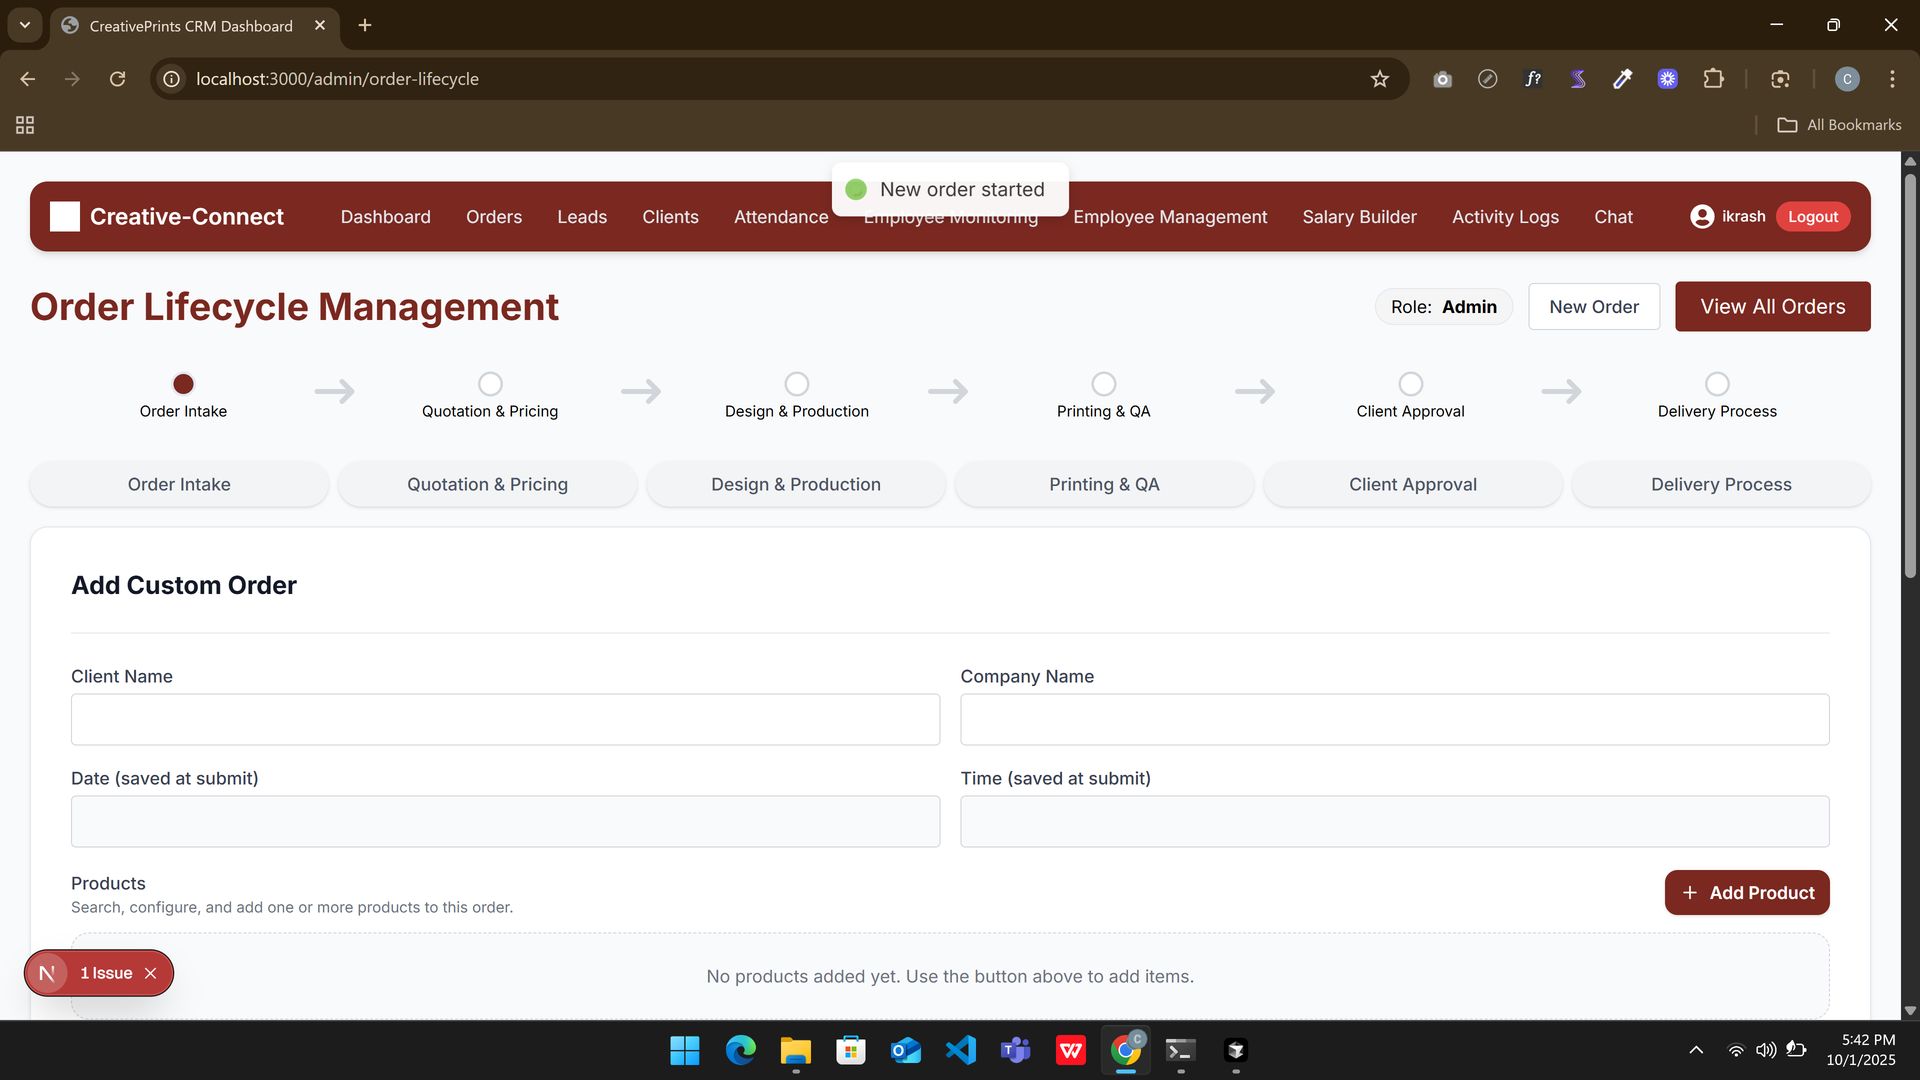 CreativePrints CRM Dashboard
localhost:3000/admin/order-lifecycle
f?
C
All Bookmarks
New order started
Creative-Connect
Dashboard
Orders
Leads
Clients
Attendance
Employee Monitoring
Employee Management
Salary Builder
Activity Logs
Chat
ikrash
Logout
Order Lifecycle Management
Role: Admin
New Order
View All Orders
Order Intake
Quotation & Pricing
Design & Production
Printing & QA
Client Approval
Delivery Process
Order Intake
Quotation & Pricing
Design & Production
Printing & QA
Client Approval
Delivery Process
Add Custom Order
Client Name
Company Name
Date (saved at submit)
Time (saved at submit)
Products
Search, configure, and add one or more products to this order.
+ Add Product
N 1 Issue
No products added yet. Use the button above to add items.
5:42 PM
10/1/2025